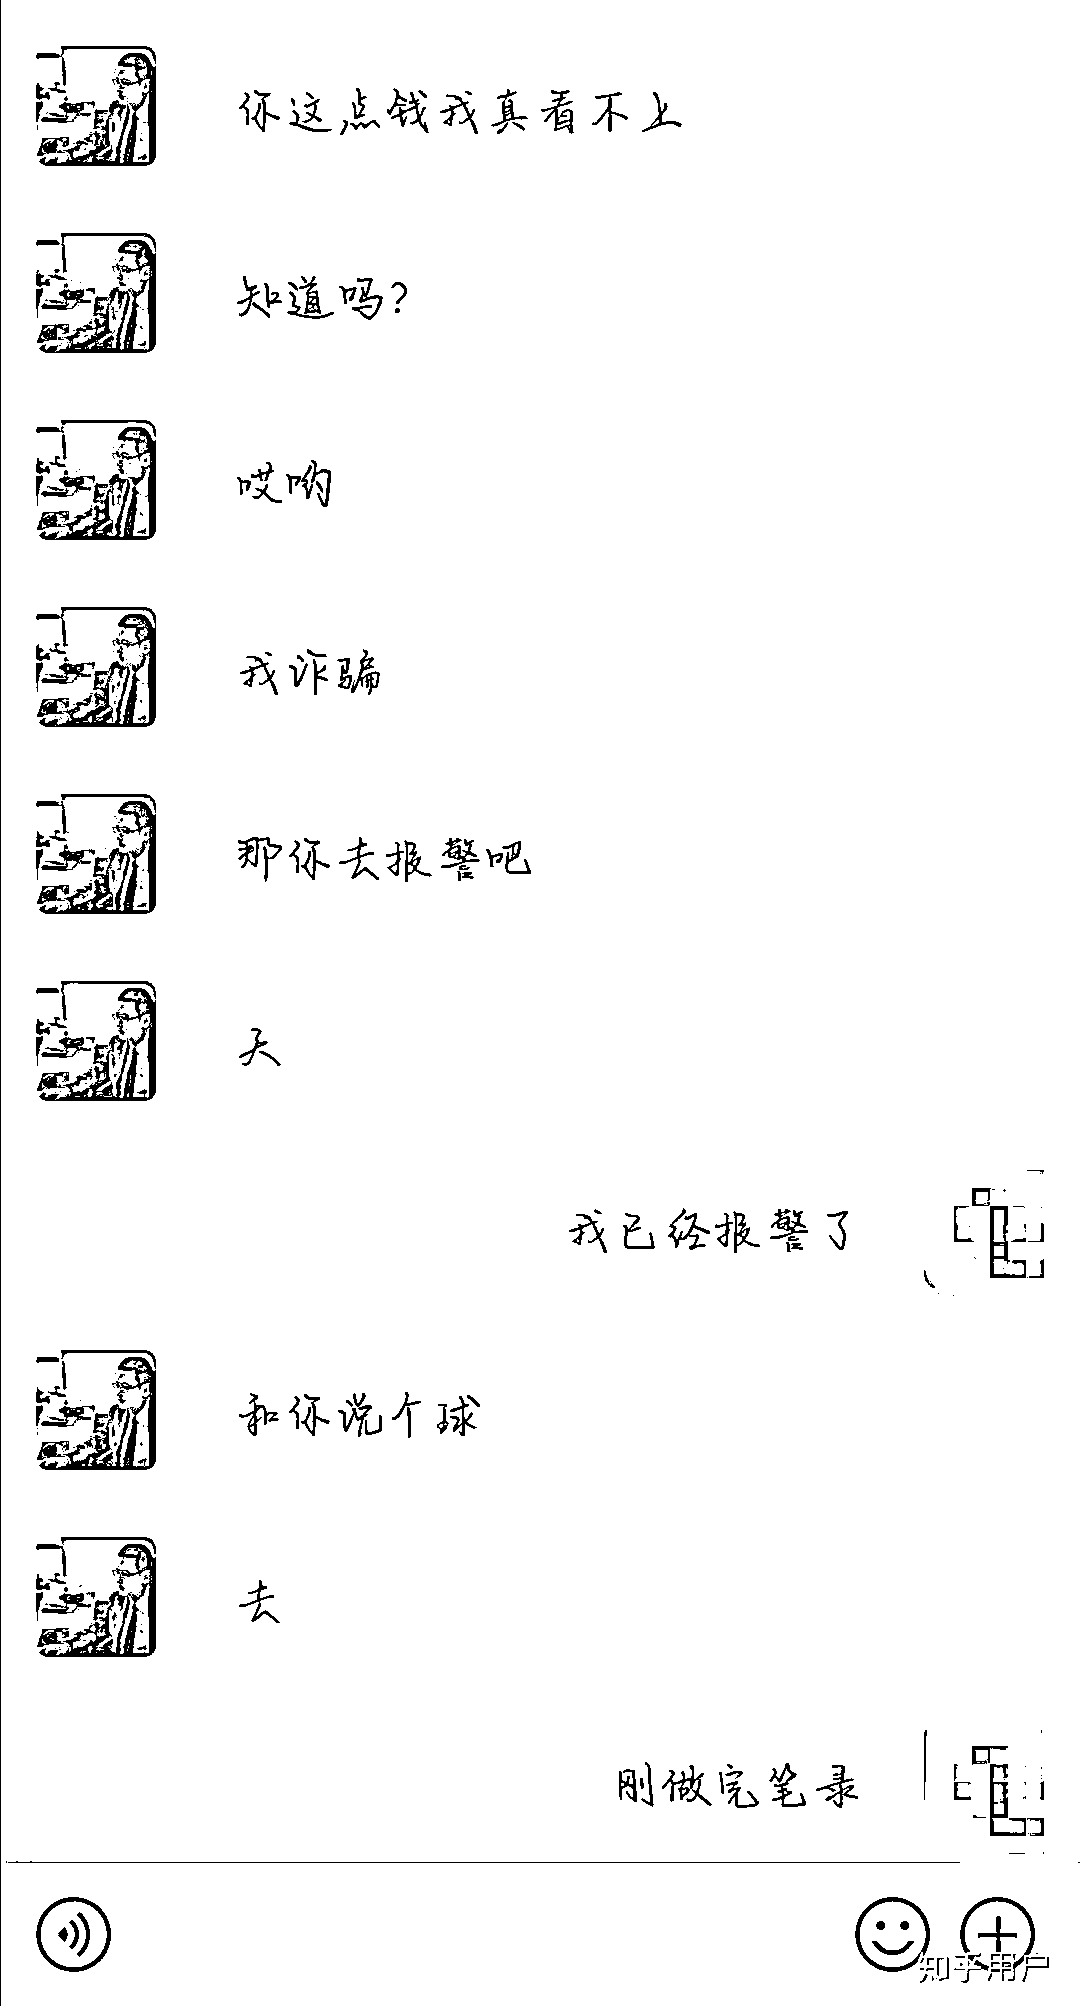 你这点钱我真看不上
知道吗?
哎哟
我诈骗
那你去报警吧
天
我已经报警了
和你说个球
去
刚做完笔录
知乎用户